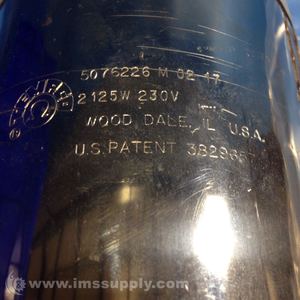 5076226 M 02 17
2125W 230V
WOOD DALE, IL U.S.A.
U.S. PATENT
www.imssupply.com